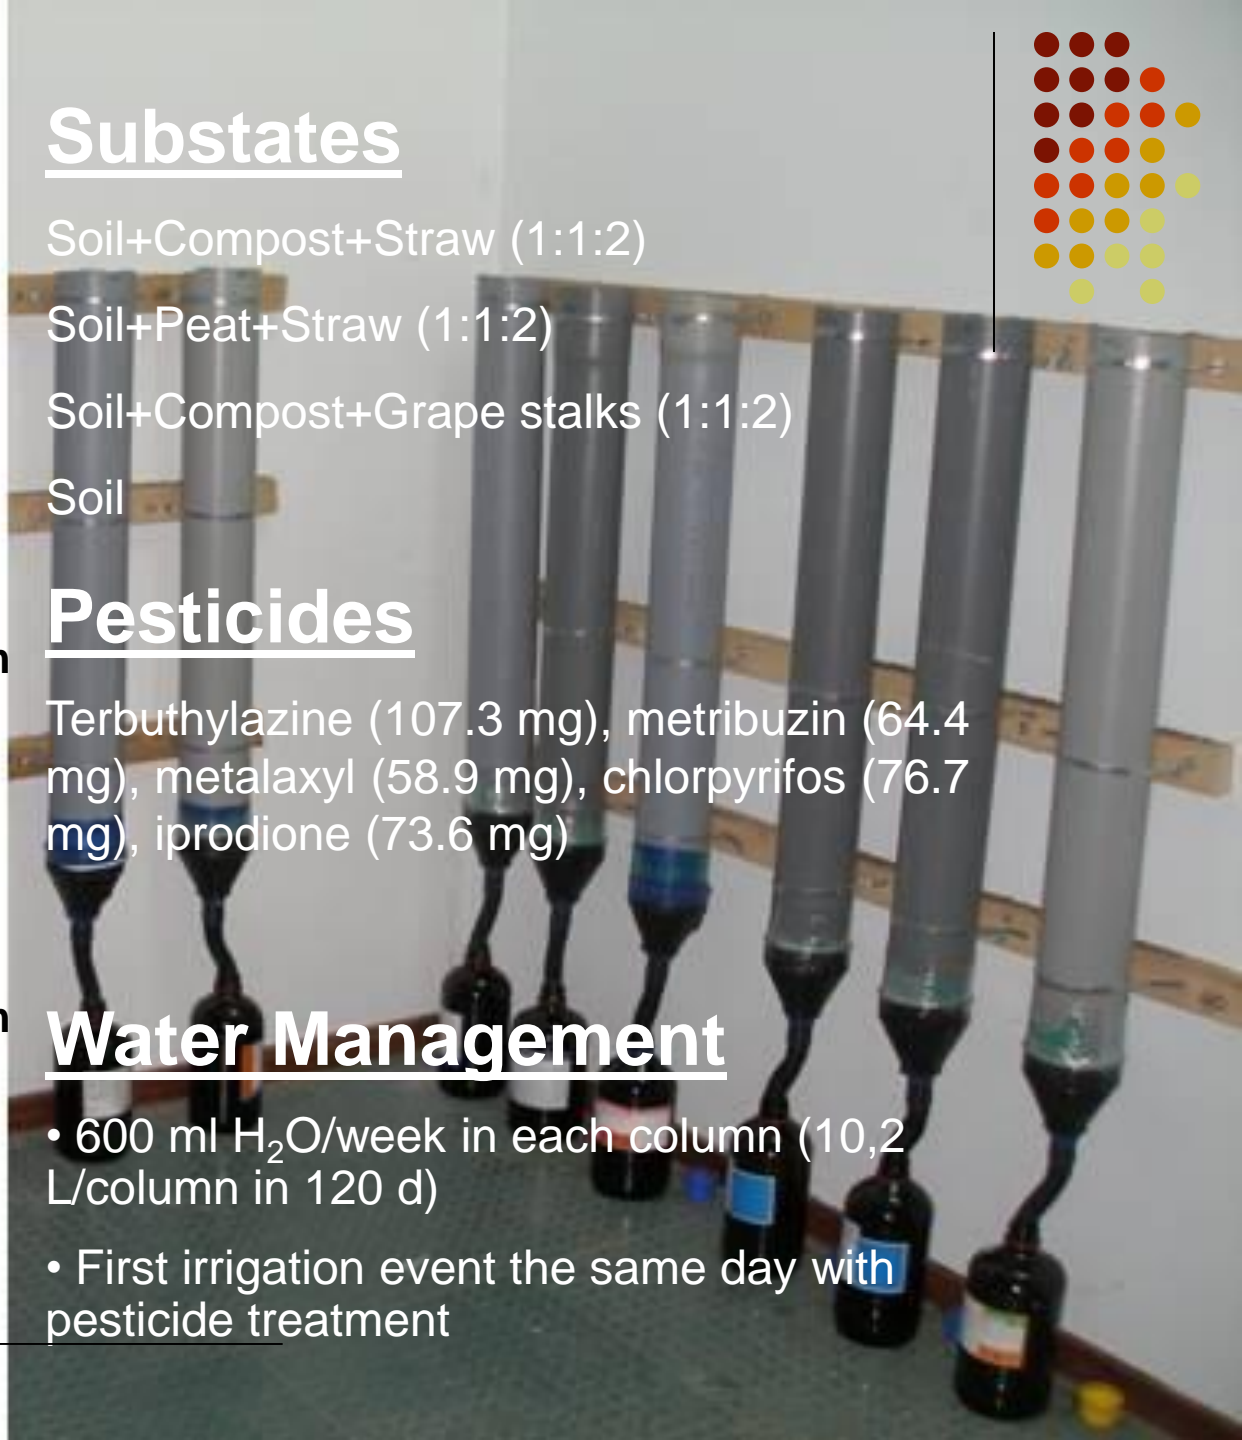 Substates
Soil+Compost+Straw (1:1:2)
Soil+Peat+Straw (1:1:2)
Soil+Compost+Grape stalks (1:1:2)
Soil
Pesticides
Terbuthylazine (107.3 mg), metribuzin (64.4
mg), metalaxyl (58.9 mg), chlorpyrifos (76.7
mg), iprodione (73.6 mg)
Water Management
• 600 ml H₂O/week in each column (10,2
L/column in 120 d)
• First irrigation event the same day with
pesticide treatment